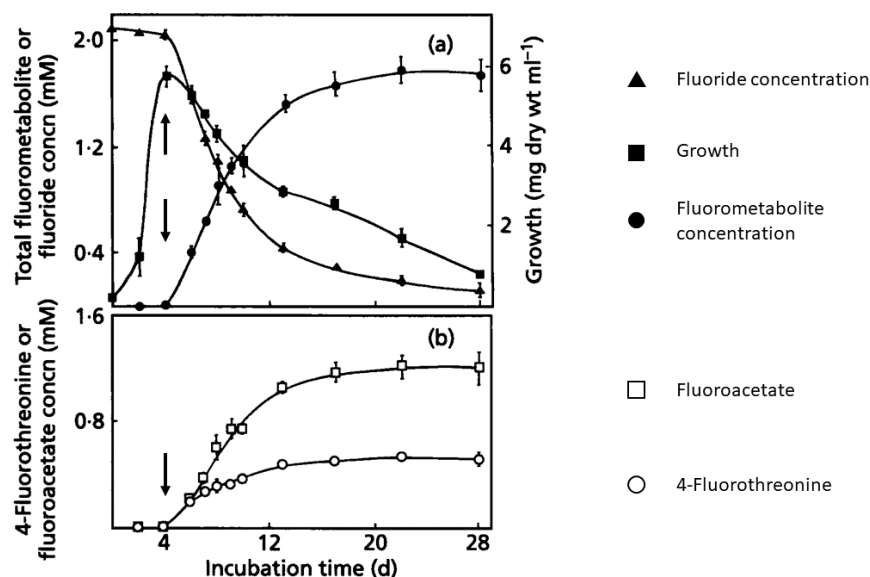 Total fluorometabolite or
fluoride concn (mM)
2·0
1·2
0·4
(a)
6
4
2
Growth (mg dry wt ml⁻¹)
Fluoride concentration
Growth
Fluorometabolite
concentration
4-Fluorothreonine or
fluoroacetate concn (mM)
1·6
0·8
(b)
4
12
20
28
Incubation time (d)
Fluoroacetate
4-Fluorothreonine